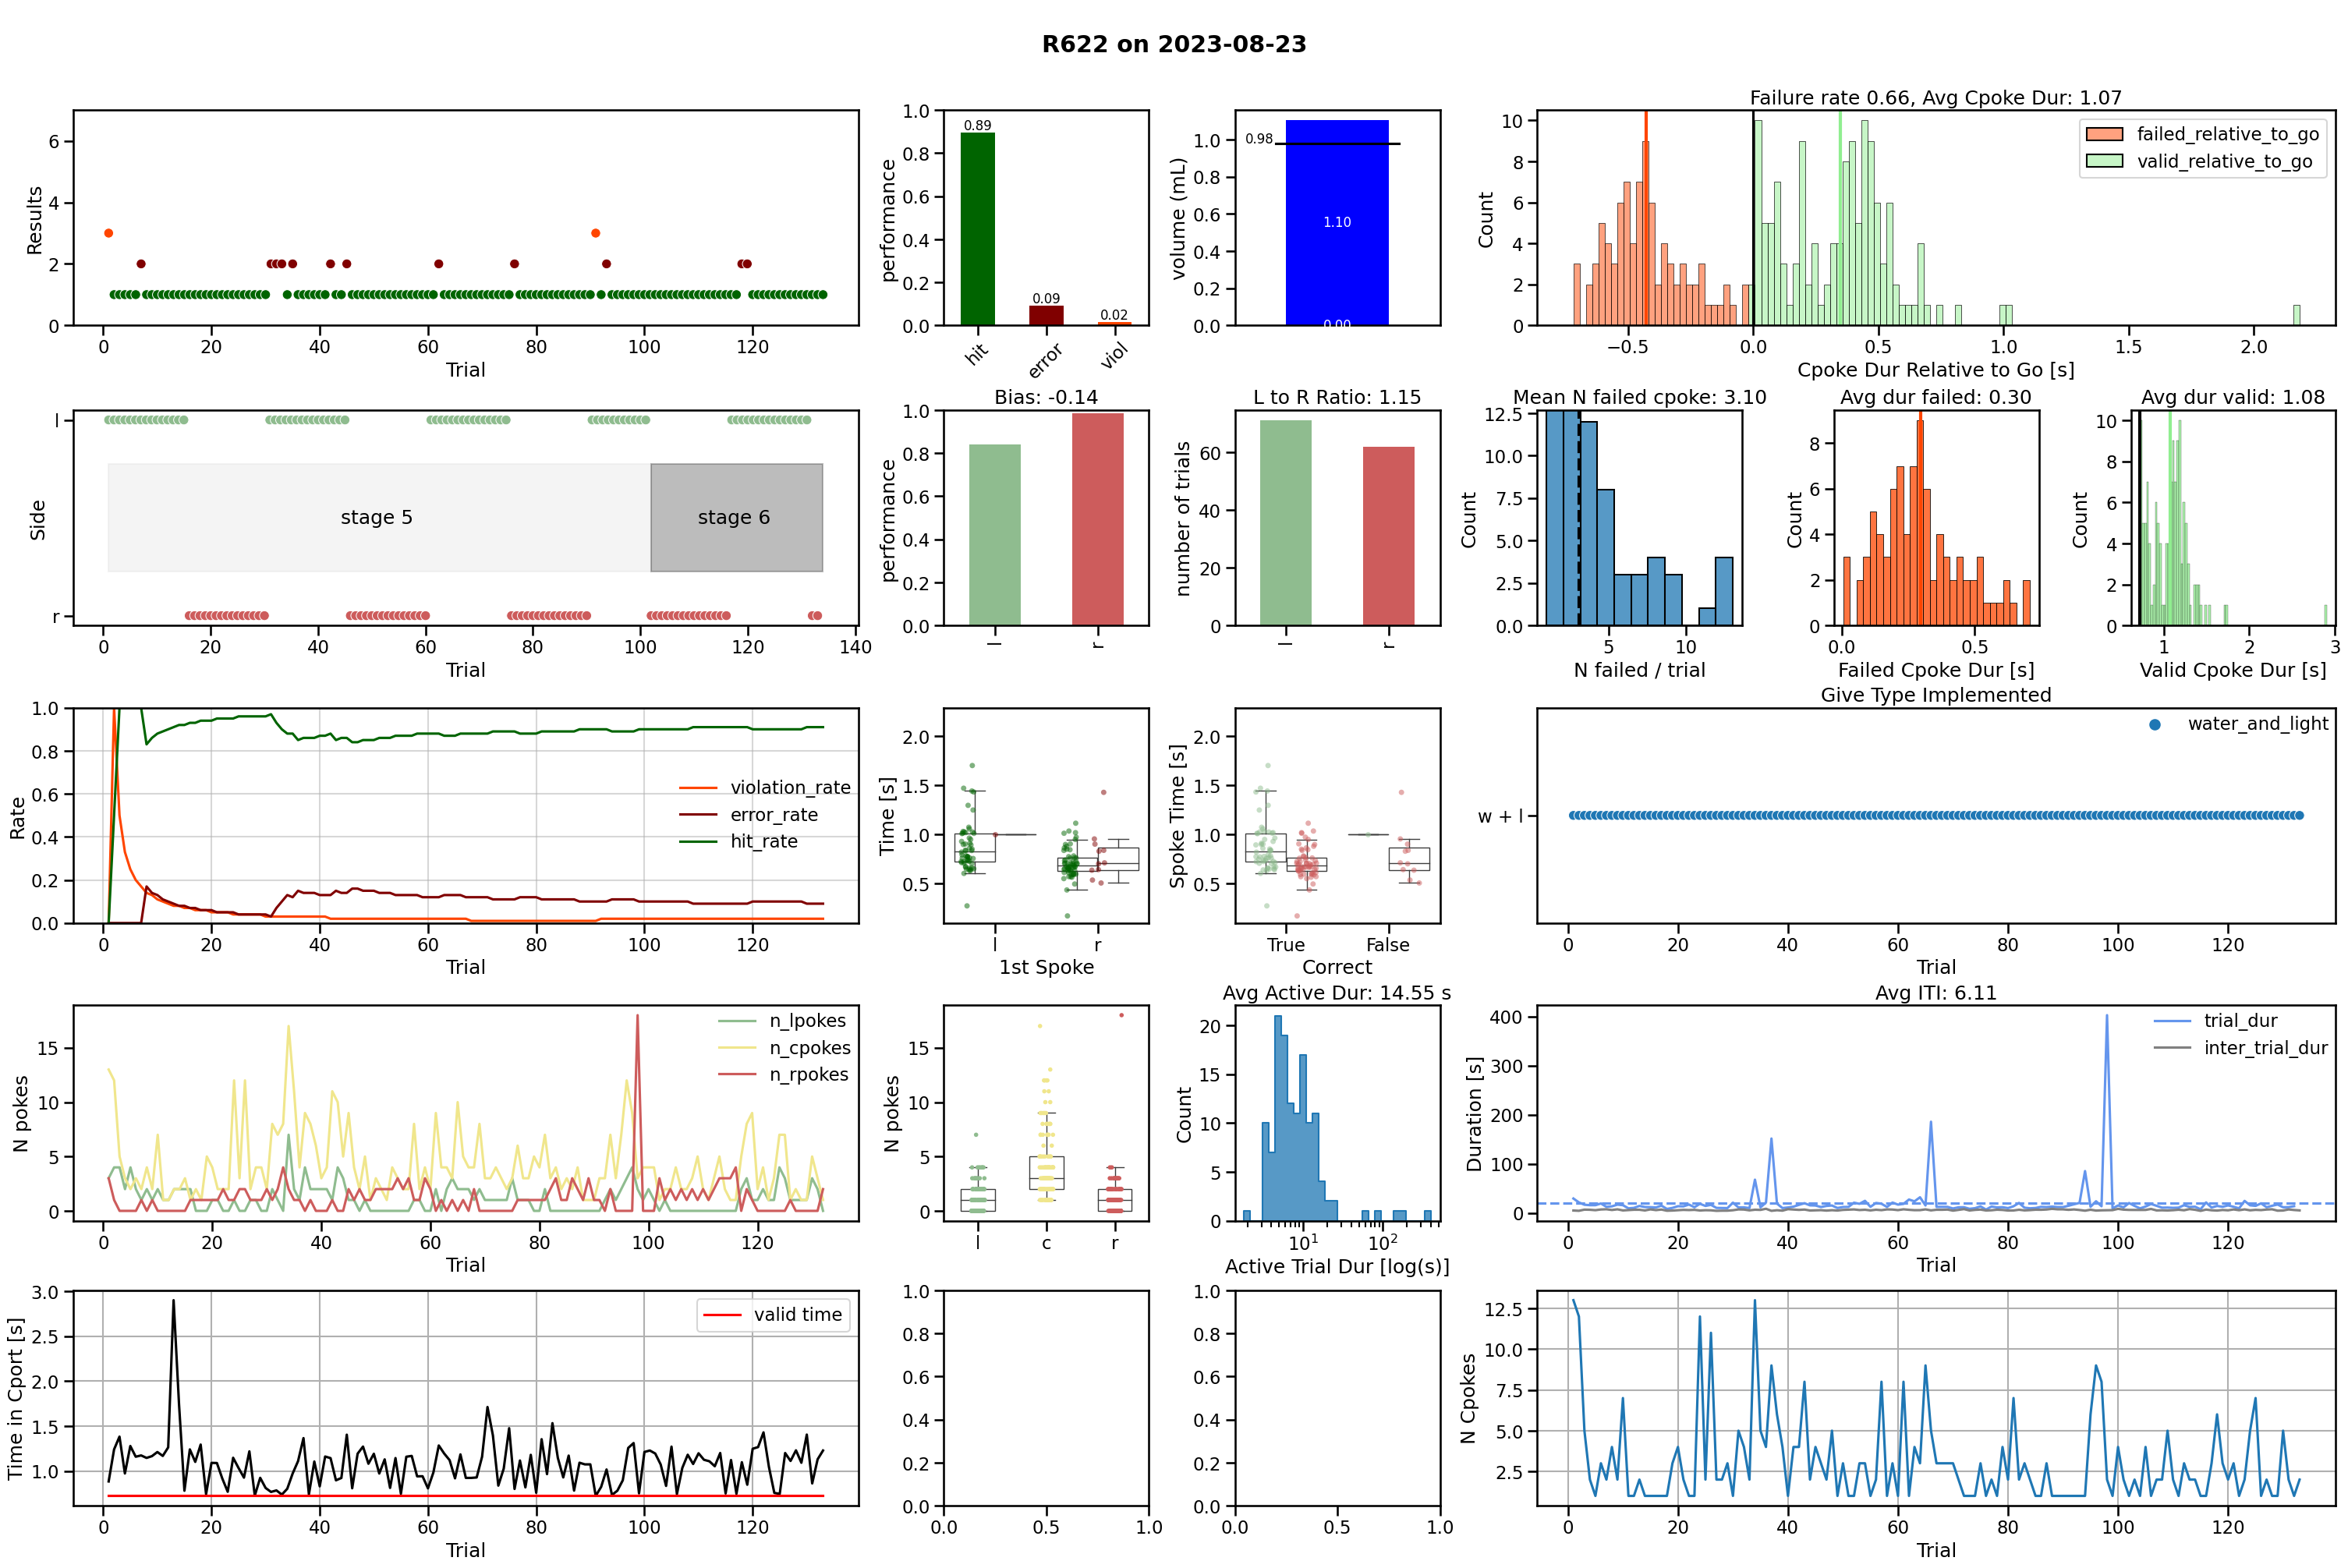 R622 on 2023-08-23
Results
6
4
2
0
0
20
40
60
80
100
120
Trial
performance
1.0
0.8
0.6
0.4
0.2
0.0
0.89
0.09
0.02
hit
error
viol
volume (mL)
1.0
0.8
0.6
0.4
0.2
0.0
0.98
1.10
0.00
Failure rate 0.66, Avg Cpoke Dur: 1.07
Count
10
8
6
4
2
0
failed_relative_to_go
valid_relative_to_go
−0.5
0.0
0.5
1.0
1.5
2.0
Cpoke Dur Relative to Go [s]
Side
l
r
stage 5
stage 6
0
20
40
60
80
100
120
140
Trial
Bias: -0.14
performance
1.0
0.8
0.6
0.4
0.2
0.0
l
r
L to R Ratio: 1.15
number of trials
60
40
20
0
l
r
Mean N failed cpoke: 3.10
Count
12.5
10.0
7.5
5.0
2.5
0.0
5
10
N failed / trial
Avg dur failed: 0.30
Count
8
6
4
2
0
0.0
0.5
Failed Cpoke Dur [s]
Avg dur valid: 1.08
Count
10
8
6
4
2
0
1
2
3
Valid Cpoke Dur [s]
Rate
1.0
0.8
0.6
0.4
0.2
0.0
violation_rate
error_rate
hit_rate
0
20
40
60
80
100
120
Trial
Time [s]
2.0
1.5
1.0
0.5
l
r
1st Spoke
Spoke Time [s]
2.0
1.5
1.0
0.5
True
False
Correct
Give Type Implemented
w + l
water_and_light
0
20
40
60
80
100
120
Trial
N pokes
15
10
5
0
n_lpokes
n_cpokes
n_rpokes
0
20
40
60
80
100
120
Trial
N pokes
15
10
5
0
l
c
r
Avg Active Dur: 14.55 s
Count
20
15
10
5
0
10¹
10²
Active Trial Dur [log(s)]
Avg ITI: 6.11
Duration [s]
400
300
200
100
0
trial_dur
inter_trial_dur
0
20
40
60
80
100
120
Trial
Time in Cport [s]
3.0
2.5
2.0
1.5
1.0
valid time
0
20
40
60
80
100
120
Trial
1.0
0.8
0.6
0.4
0.2
0.0
0.0
0.5
1.0
1.0
0.8
0.6
0.4
0.2
0.0
0.0
0.5
1.0
N Cpokes
12.5
10.0
7.5
5.0
2.5
0
20
40
60
80
100
120
Trial